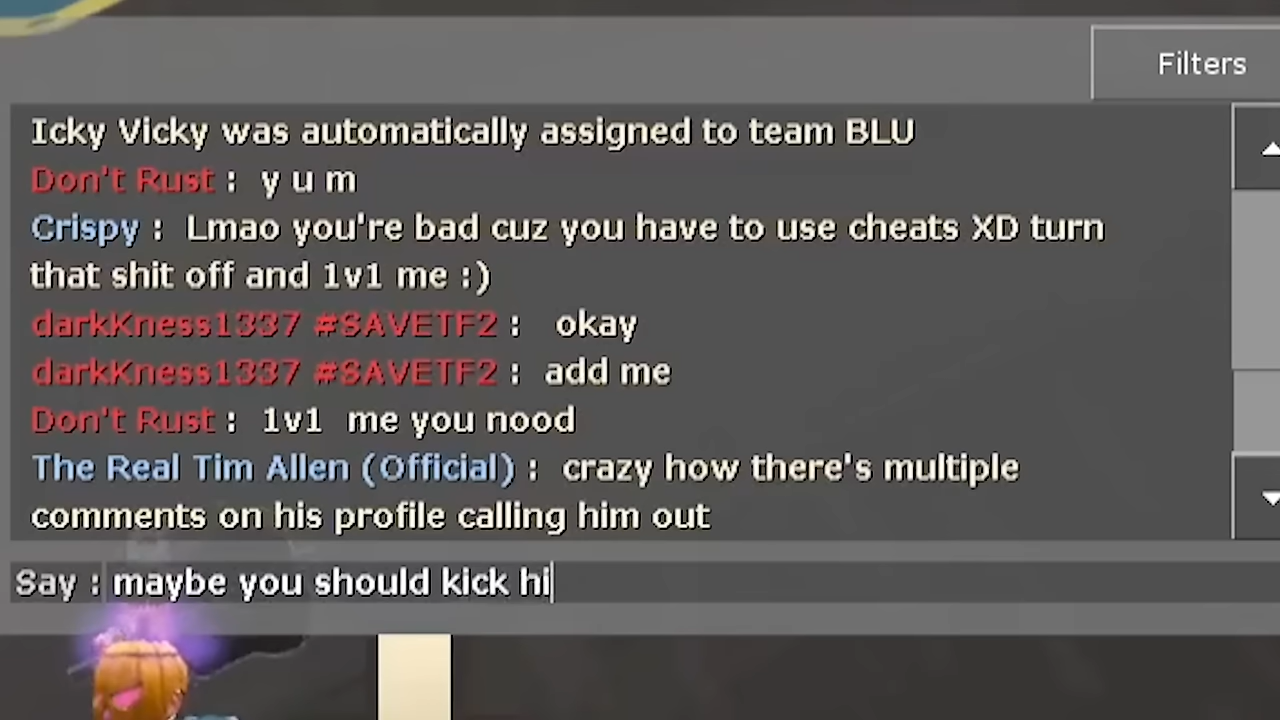 Filters
Icky Vicky was automatically assigned to team BLU
Don't Rust : y u m
Crispy : Lmao you're bad cuz you have to use cheats XD turn
that shit off and 1v1 me :)
darkKness1337 #SAVETF2 : okay
darkKness1337 #SAVETF2 : add me
Don't Rust : 1v1 me you nood
The Real Tim Allen (Official) : crazy how there's multiple
comments on his profile calling him out
Say : maybe you should kick hi